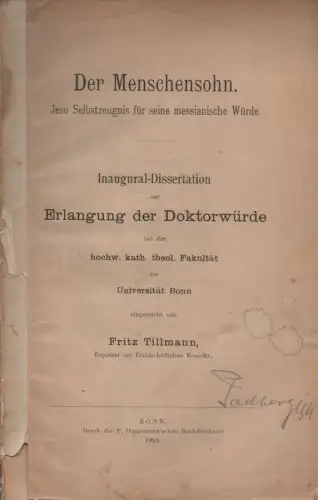 Der Menschensohn.
Jesu Selbstzeugnis für seine messianische Würde.
Inaugural-Dissertation
zur
Erlangung der Doktorwürde
bei der
hochw. kath. theol. Fakultät
der
Universität Bonn
eingereicht von
Fritz Tillmann,
Repetent am Erzbischöflichen Konvikt.
BONN,
Druck der P. Hauptmann'schen Buchdruckerei
1905